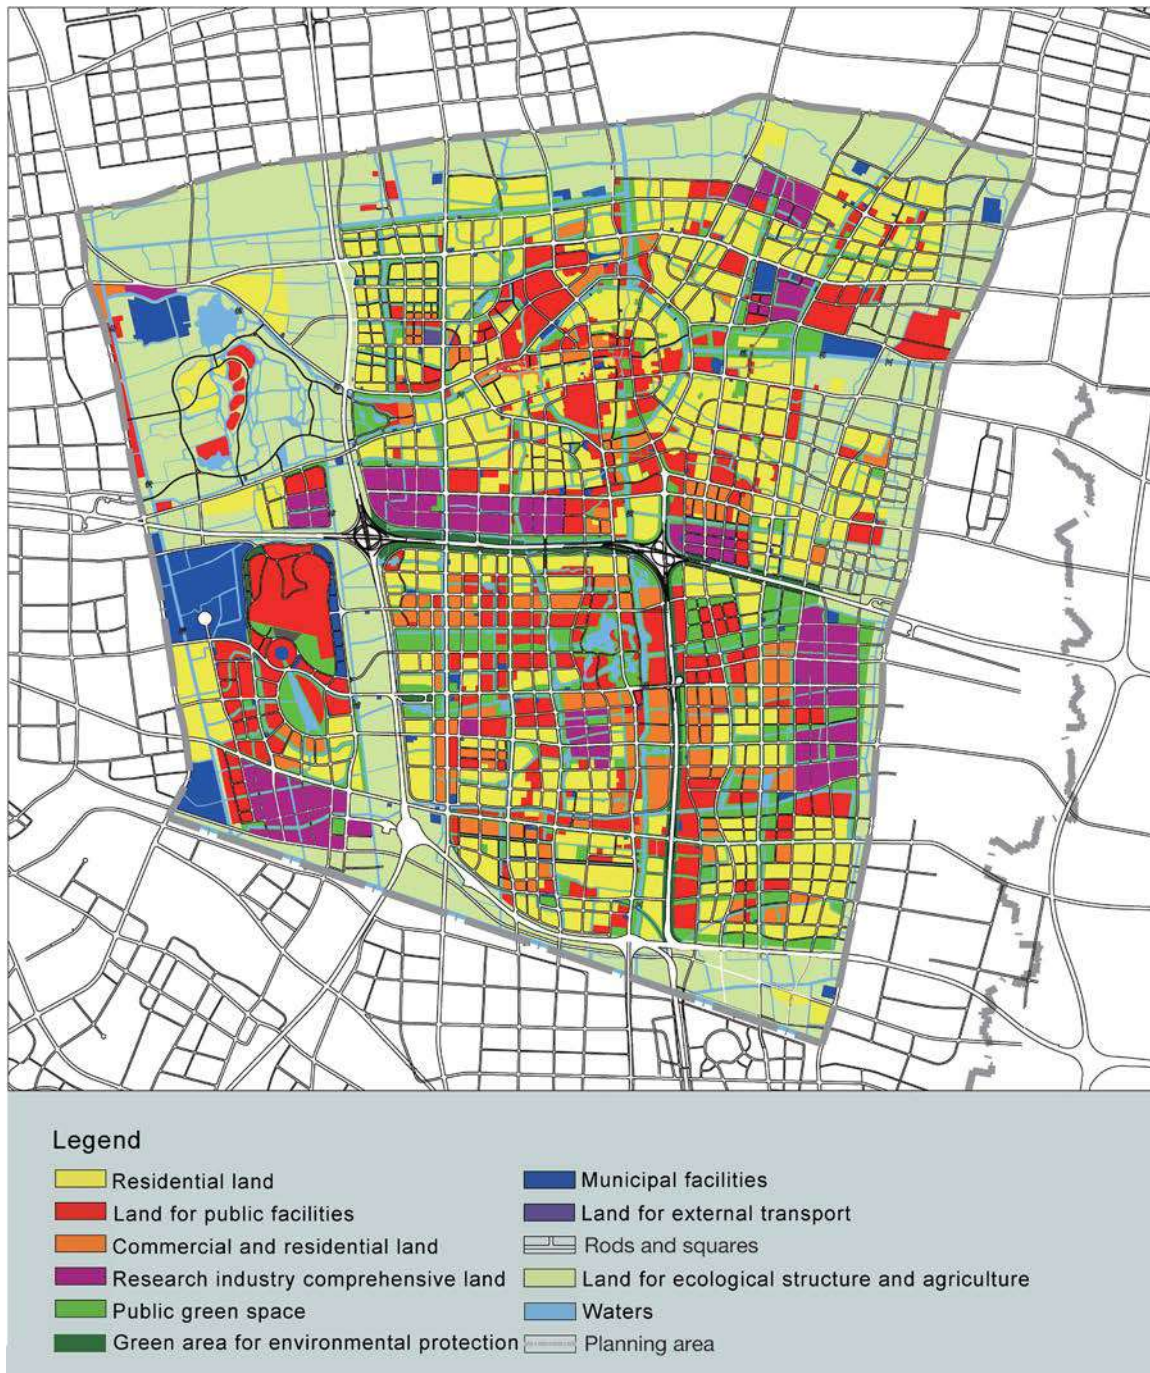 Legend
Residential land
Land for public facilities
Commercial and residential land
Research industry comprehensive land
Public green space
Green area for environmental protection
Municipal facilities
Land for external transport
Rods and squares
Land for ecological structure and agriculture
Waters
Planning area